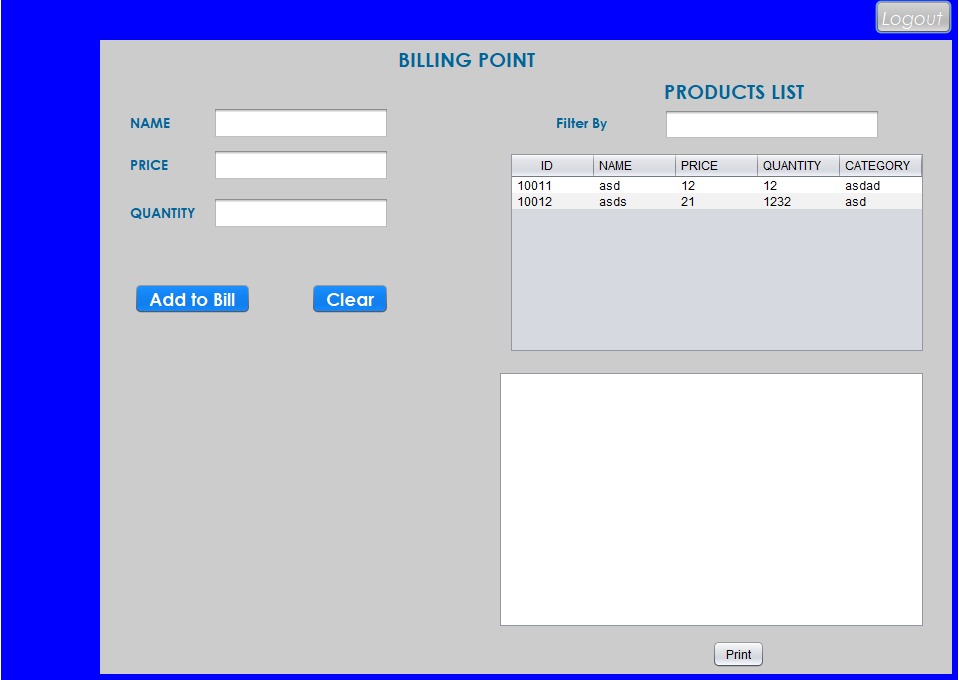 Logout
BILLING POINT
PRODUCTS LIST
NAME
Filter By
PRICE
QUANTITY
ID NAME PRICE QUANTITY CATEGORY
10011 asd 12 12 asdad
10012 asds 21 1232 asd
Add to Bill Clear
Print